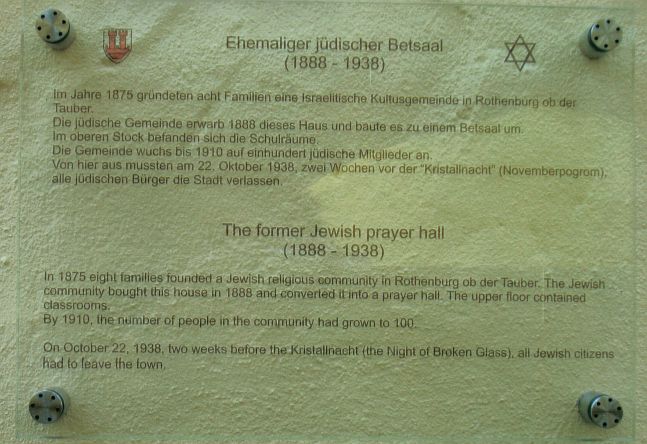 Ehemaliger jüdischer Betsaal
(1888 - 1938)
Im Jahre 1875 gründeten acht Familien eine Israelitische Kultusgemeinde in Rothenburg ob der
Tauber.
Die jüdische Gemeinde erwarb 1888 dieses Haus und baute es zu einem Betsaal um.
Im oberen Stock befanden sich die Schulräume.
Die Gemeinde wuchs bis 1910 auf einhundert jüdische Mitglieder an.
Von hier aus mussten am 22. Oktober 1938, zwei Wochen vor der "Kristallnacht" (Novemberpogrom),
alle jüdischen Bürger die Stadt verlassen.
The former Jewish prayer hall
(1888 - 1938)
In 1875 eight families founded a Jewish religious community in Rothenburg ob der Tauber. The Jewish
community bought this house in 1888 and converted it into a prayer hall. The upper floor contained
classrooms.
By 1910, the number of people in the community had grown to 100.
On October 22, 1938, two weeks before the Kristallnacht (the Night of Broken Glass), all Jewish citizens
had to leave the town.